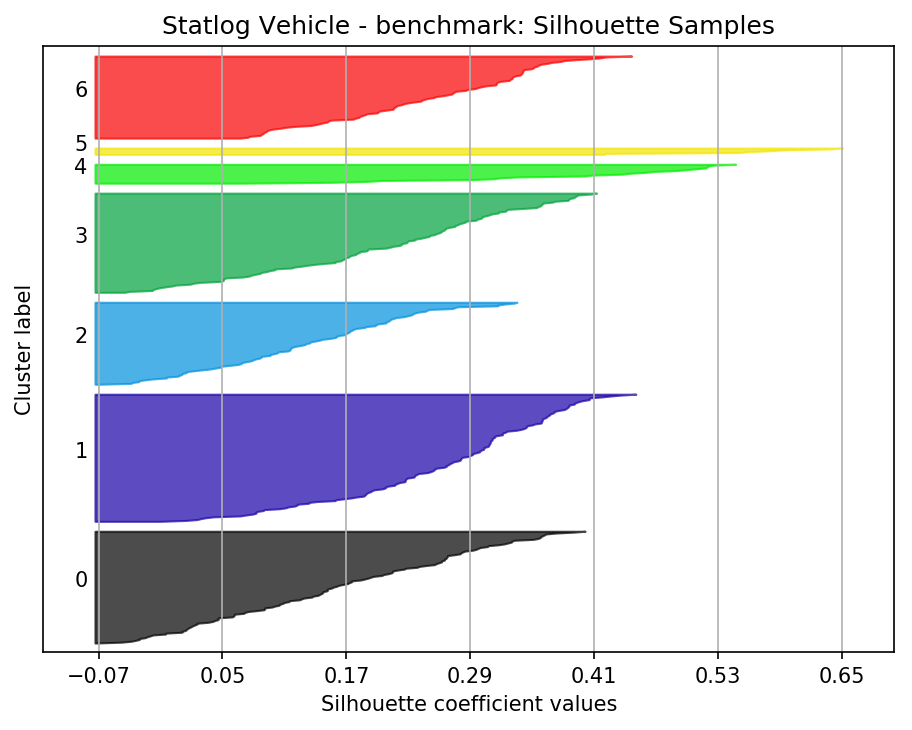 Statlog Vehicle - benchmark: Silhouette Samples
6
5
4
3
2
1
0
Cluster label
−0.07 0.05 0.17 0.29 0.41 0.53 0.65
Silhouette coefficient values